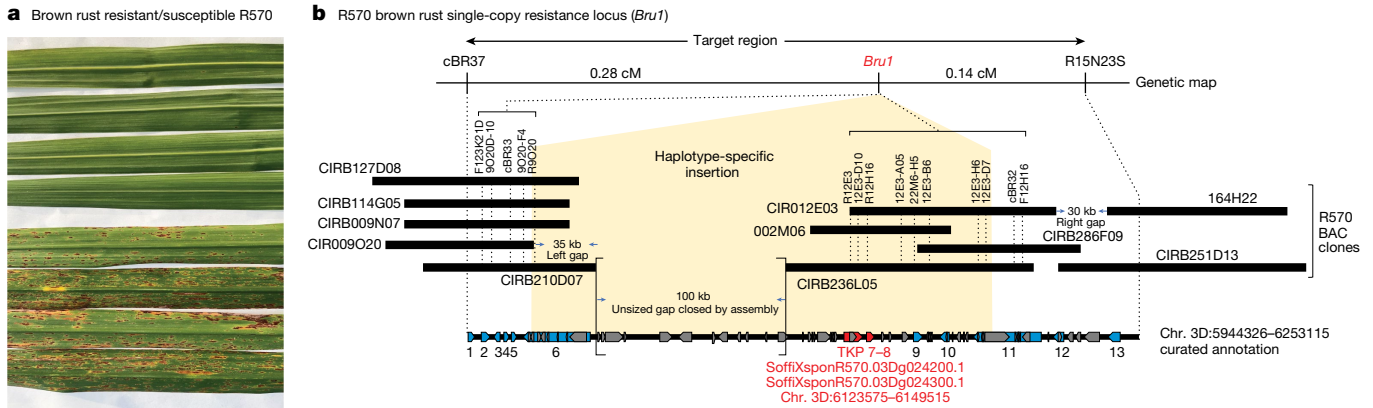 a Brown rust resistant/susceptible R570
b R570 brown rust single-copy resistance locus (Bru1)
Target region
cBR37
Bru1
R15N23S
0.28 cM
0.14 cM
Genetic map
F123K21D
9O20D-10
cBR33
9O20-F4
R9O20
Haplotype-specific
insertion
R12E3
12E3-D10
R12H16
12E3-A05
22M6-H5
12E3-B6
12E3-H6
12E3-D7
cBR32
F12H16
CIRB127D08
CIRB114G05
CIRB009N07
CIR009O20
35 kb
Left gap
CIRB210D07
CIR012E03
002M06
30 kb
Right gap
164H22
CIRB286F09
CIRB251D13
CIRB236L05
R570
BAC
clones
100 kb
Unsized gap closed by assembly
Chr. 3D:5944326–6253115
curated annotation
1 2 345 6 TKP 7–8 9 10 11 12 13
SoffiXsponR570.03Dg024200.1
SoffiXsponR570.03Dg024300.1
Chr. 3D:6123575–6149515